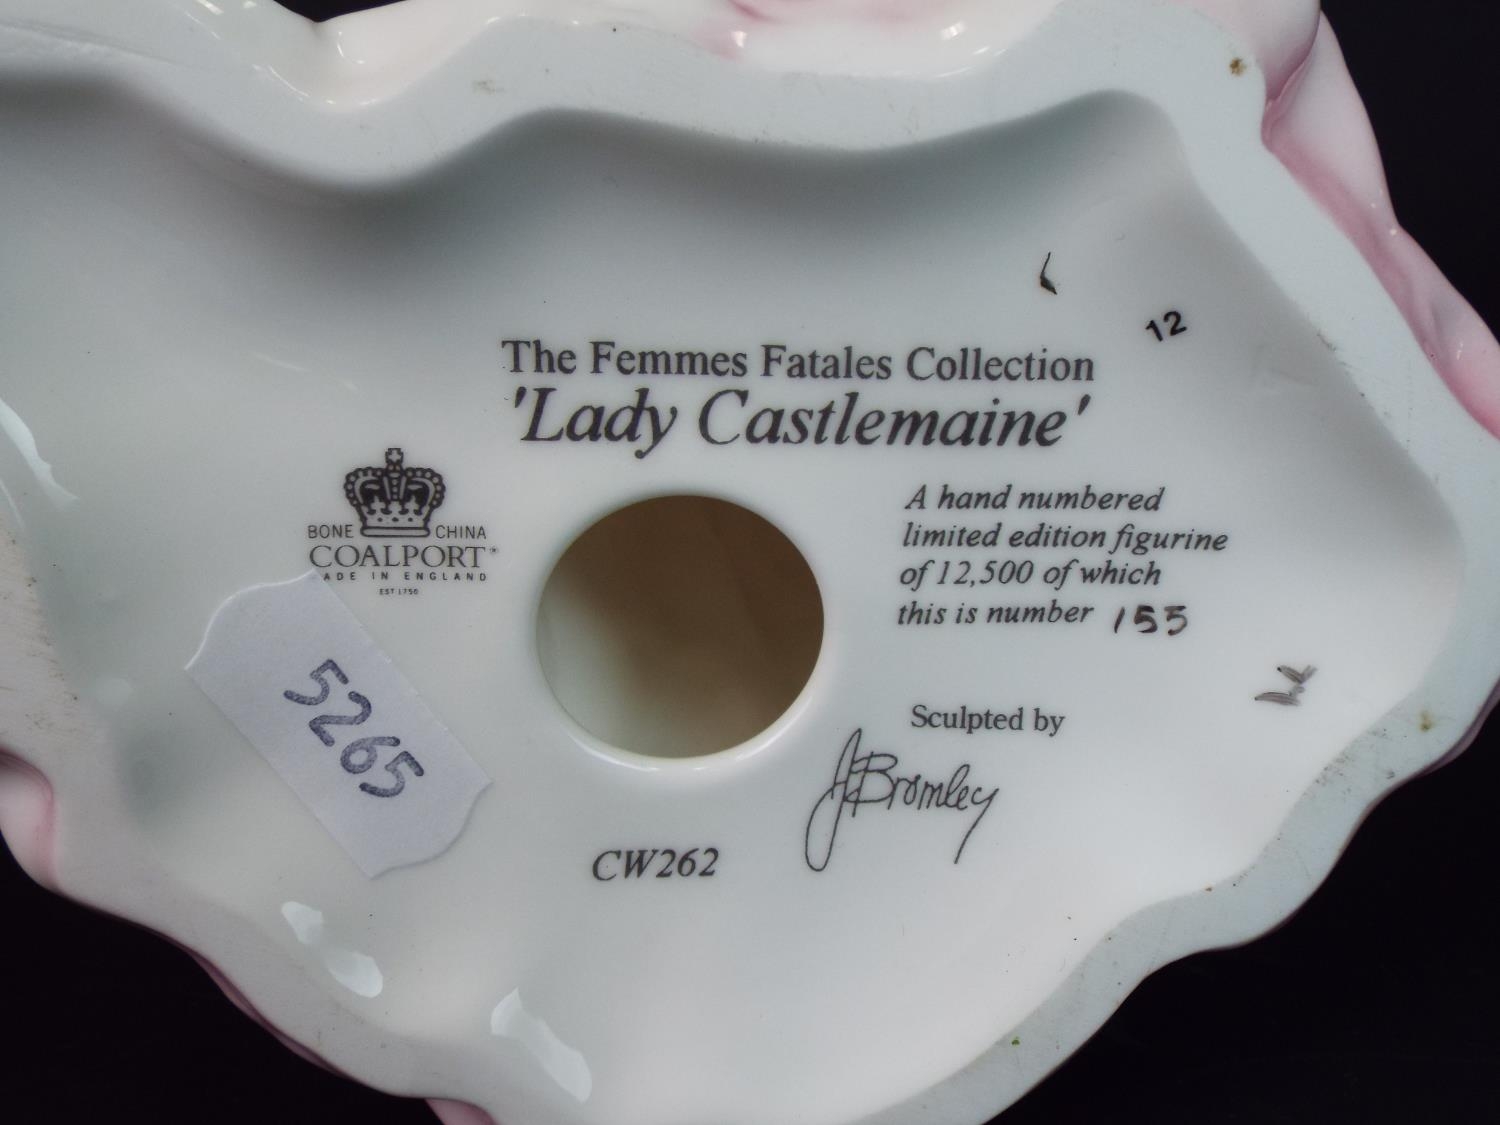 12
The Femmes Fatales Collection
'Lady Castlemaine'
BONE CHINA
COALPORT
ADE IN ENGLAND
EST 1750
A hand numbered
limited edition figurine
of 12,500 of which
this is number 155
5265
Sculpted by
J Bromley
CW262